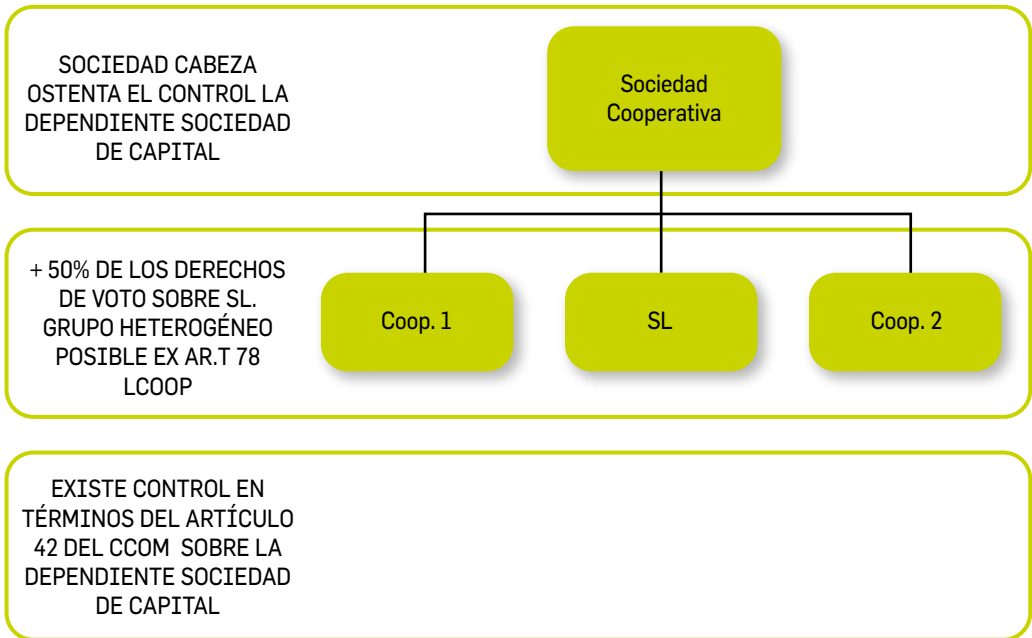 SOCIEDAD CABEZA
OSTENTA EL CONTROL LA
DEPENDIENTE SOCIEDAD
DE CAPITAL
Sociedad
Cooperativa
+ 50% DE LOS DERECHOS
DE VOTO SOBRE SL.
GRUPO HETEROGÉNEO
POSIBLE EX AR.T 78
LCOOP
Coop. 1
SL
Coop. 2
EXISTE CONTROL EN
TÉRMINOS DEL ARTÍCULO
42 DEL CCOM SOBRE LA
DEPENDIENTE SOCIEDAD
DE CAPITAL